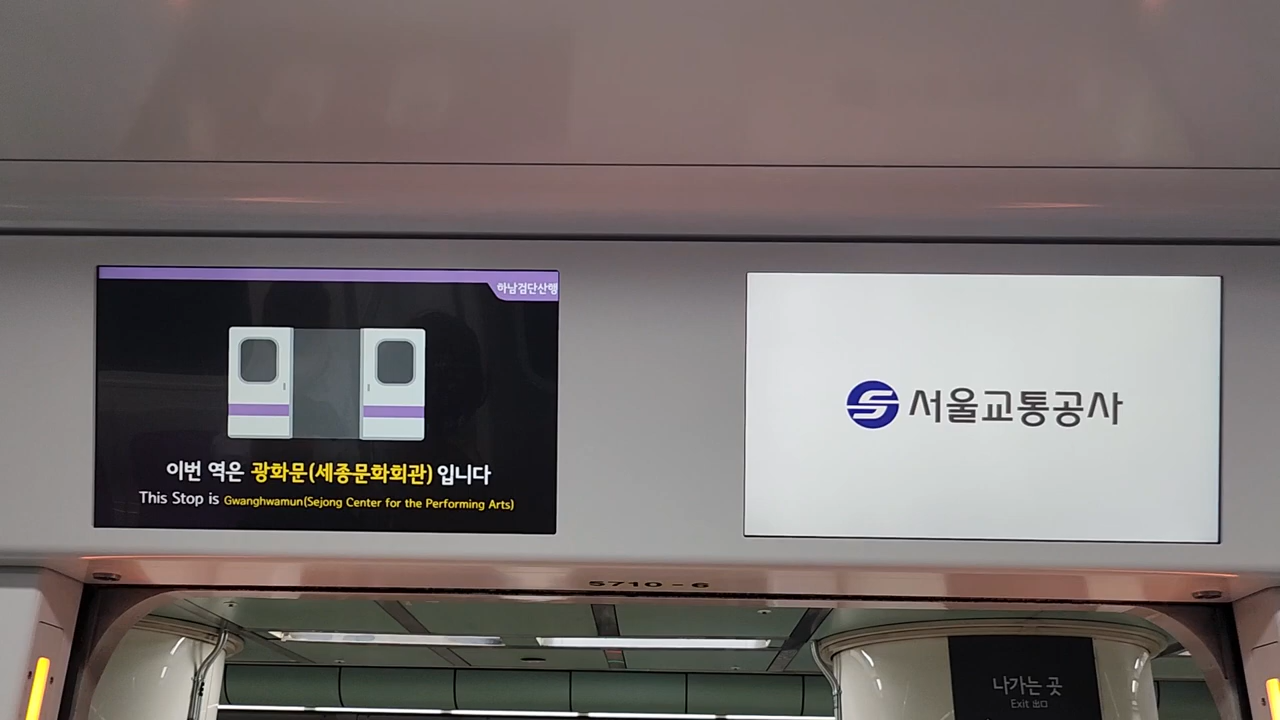 하남검단산행
이번 역은 광화문(세종문화회관) 입니다
This Stop is Gwanghwamun(Sejong Center for the Performing Arts)
서울교통공사
5710-6
나가는 곳
Exit 出口